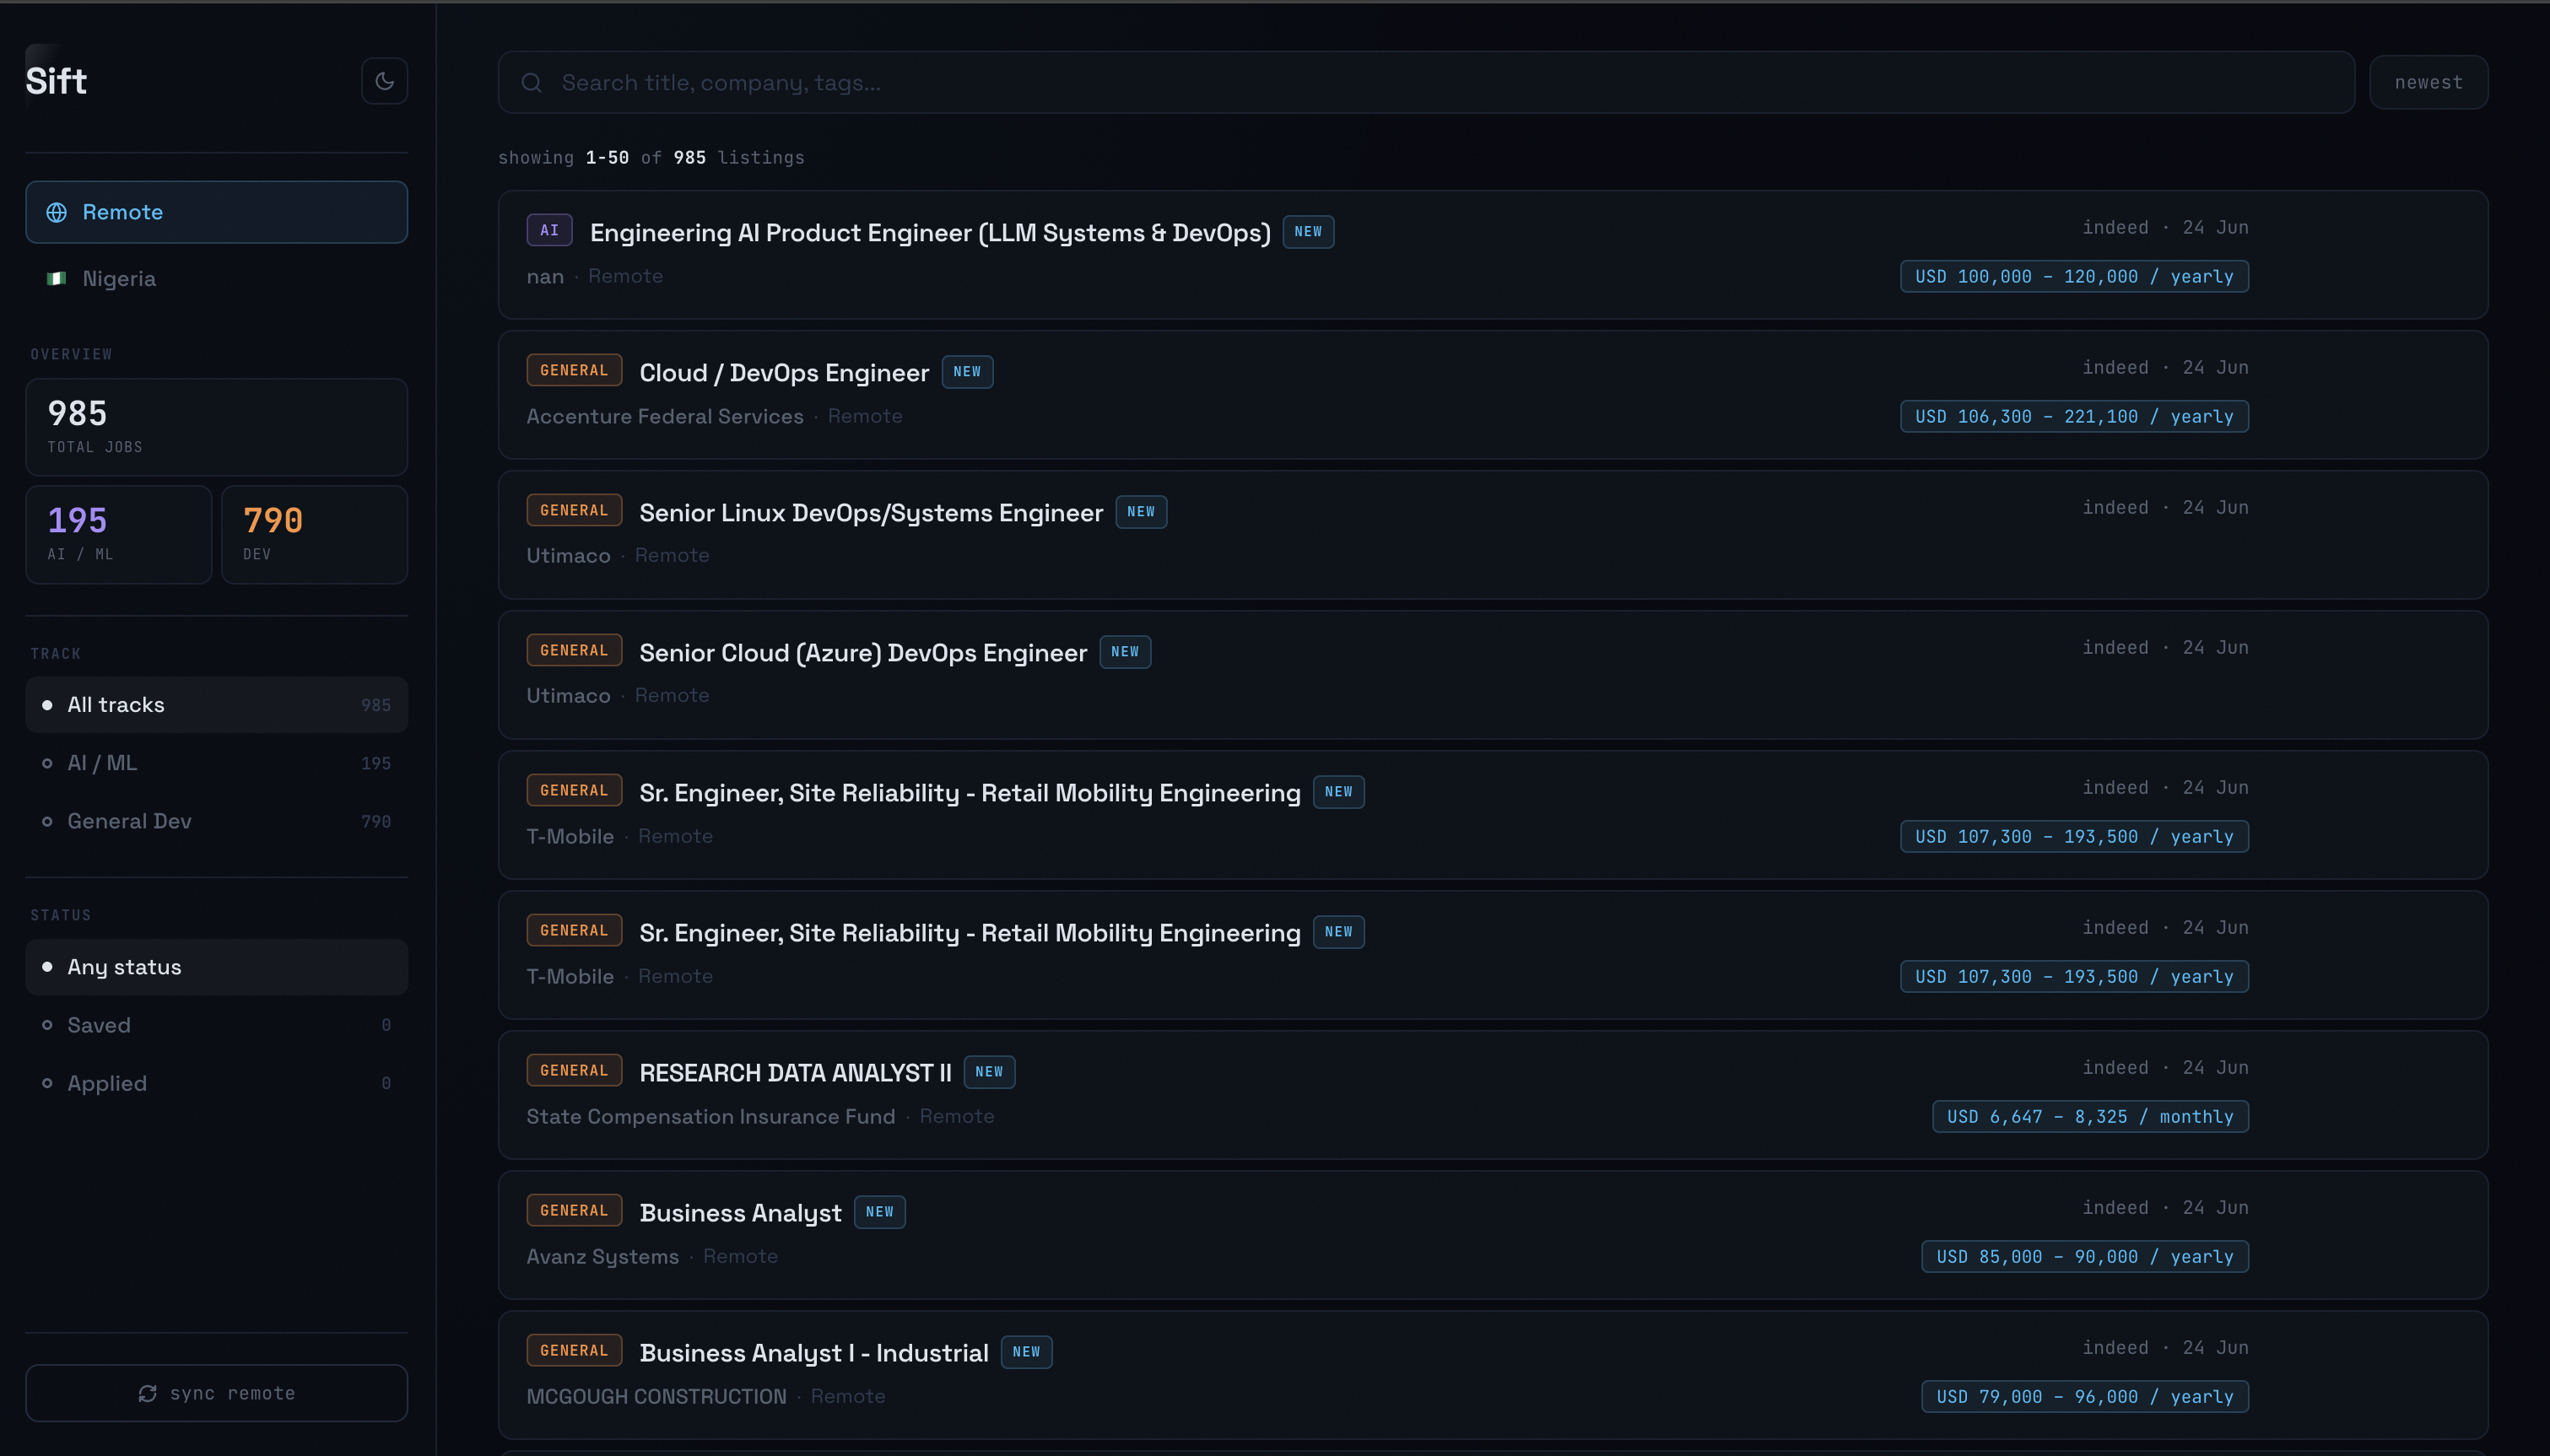 Sift
Remote
Nigeria
OVERVIEW
985
TOTAL JOBS
195
AI / ML
790
DEV
TRACK
All tracks 985
AI / ML 195
General Dev 790
STATUS
Any status
Saved 0
Applied 0
sync remote
Search title, company, tags...
newest
showing 1-50 of 985 listings
AI Engineering AI Product Engineer (LLM Systems & DevOps) NEW
indeed · 24 Jun
nan · Remote
USD 100,000 – 120,000 / yearly
GENERAL Cloud / DevOps Engineer NEW
indeed · 24 Jun
Accenture Federal Services · Remote
USD 106,300 – 221,100 / yearly
GENERAL Senior Linux DevOps/Systems Engineer NEW
indeed · 24 Jun
Utimaco · Remote
GENERAL Senior Cloud (Azure) DevOps Engineer NEW
indeed · 24 Jun
Utimaco · Remote
GENERAL Sr. Engineer, Site Reliability - Retail Mobility Engineering NEW
indeed · 24 Jun
T-Mobile · Remote
USD 107,300 – 193,500 / yearly
GENERAL Sr. Engineer, Site Reliability - Retail Mobility Engineering NEW
indeed · 24 Jun
T-Mobile · Remote
USD 107,300 – 193,500 / yearly
GENERAL RESEARCH DATA ANALYST II NEW
indeed · 24 Jun
State Compensation Insurance Fund · Remote
USD 6,647 – 8,325 / monthly
GENERAL Business Analyst NEW
indeed · 24 Jun
Avanz Systems · Remote
USD 85,000 – 90,000 / yearly
GENERAL Business Analyst I - Industrial NEW
indeed · 24 Jun
MCGOUGH CONSTRUCTION · Remote
USD 79,000 – 96,000 / yearly